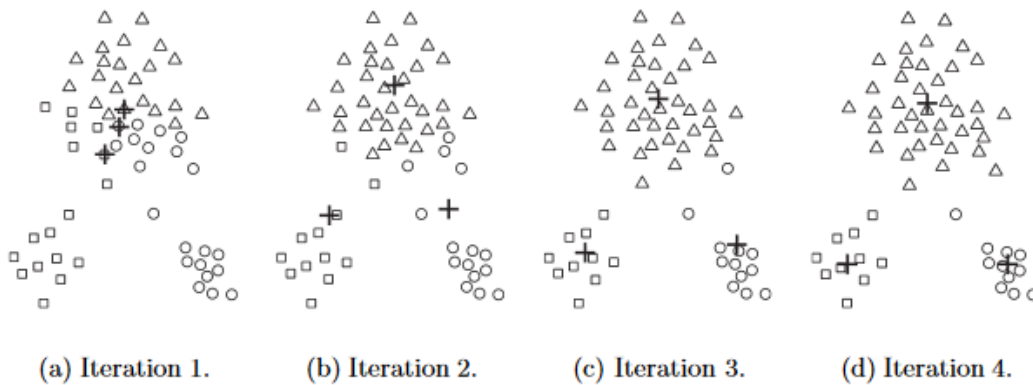 (a) Iteration 1.
(b) Iteration 2.
(c) Iteration 3.
(d) Iteration 4.